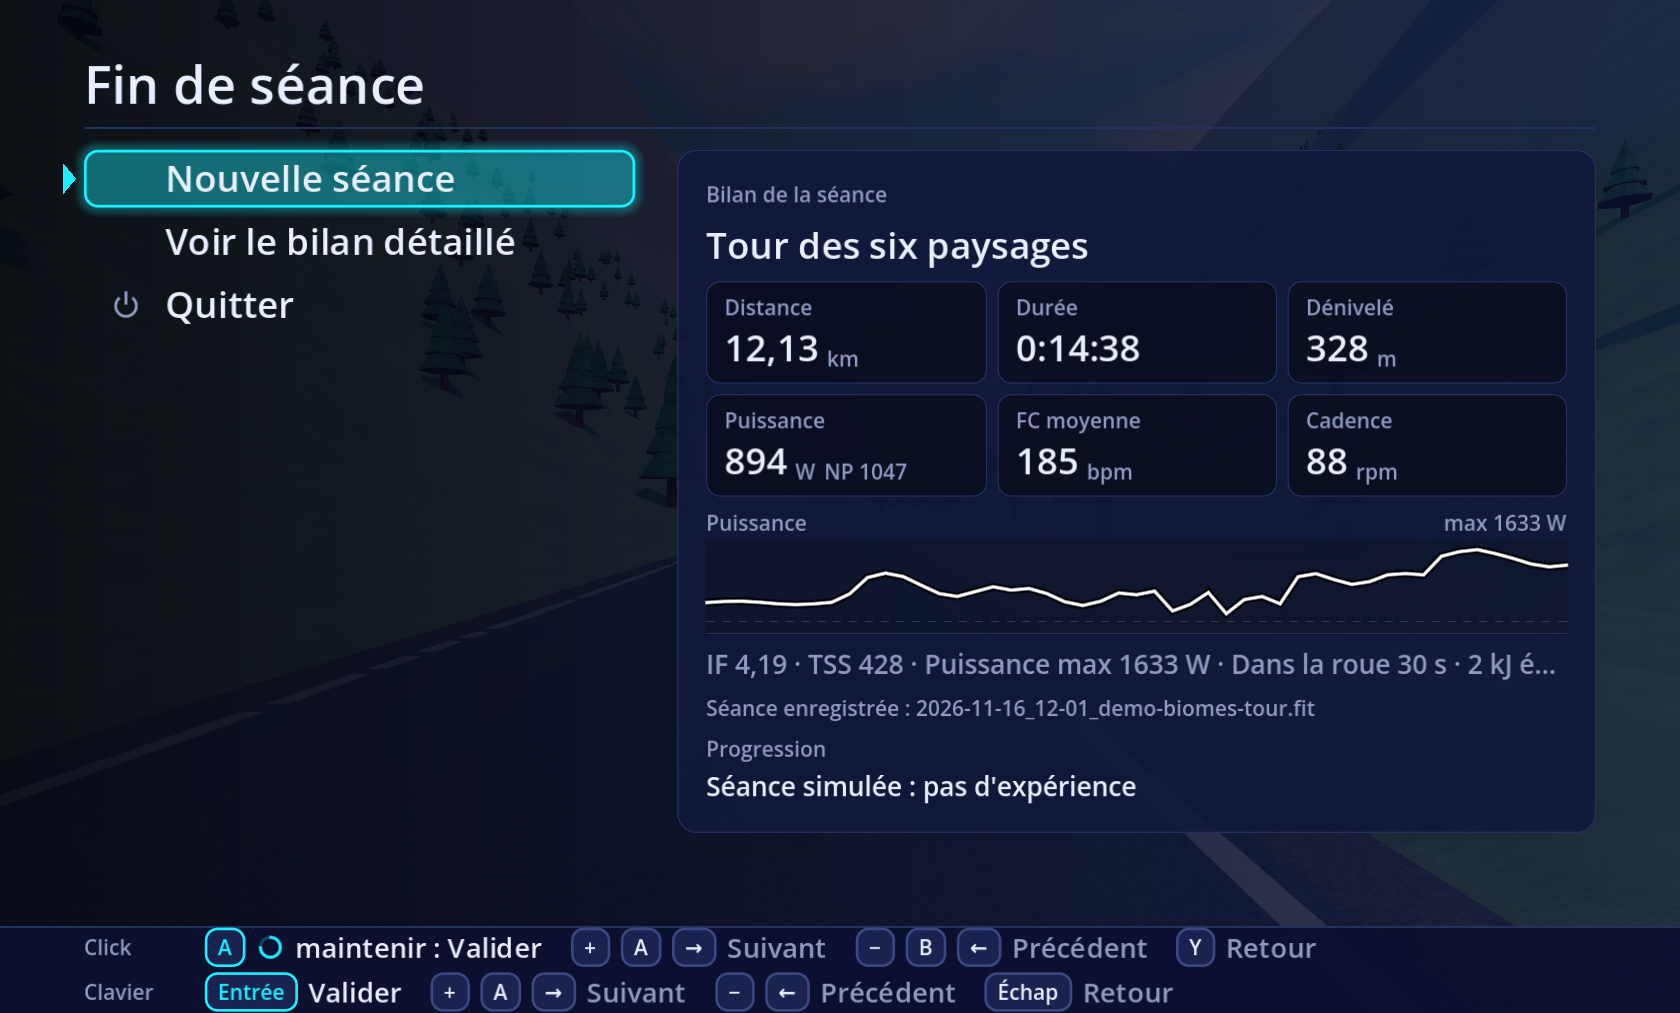 Fin de séance
Nouvelle séance
Voir le bilan détaillé
Quitter
Bilan de la séance
Tour des six paysages
Distance
12,13 km
Durée
0:14:38
Dénivelé
328 m
Puissance
894 W NP 1047
FC moyenne
185 bpm
Cadence
88 rpm
Puissance max 1633 W
IF 4,19 · TSS 428 · Puissance max 1633 W · Dans la roue 30 s · 2 kJ é...
Séance enregistrée : 2026-11-16_12-01_demo-biomes-tour.fit
Progression
Séance simulée : pas d'expérience
Click A maintenir : Valider + A → Suivant − B ← Précédent Y Retour
Clavier Entrée Valider + A → Suivant − ← Précédent Échap Retour